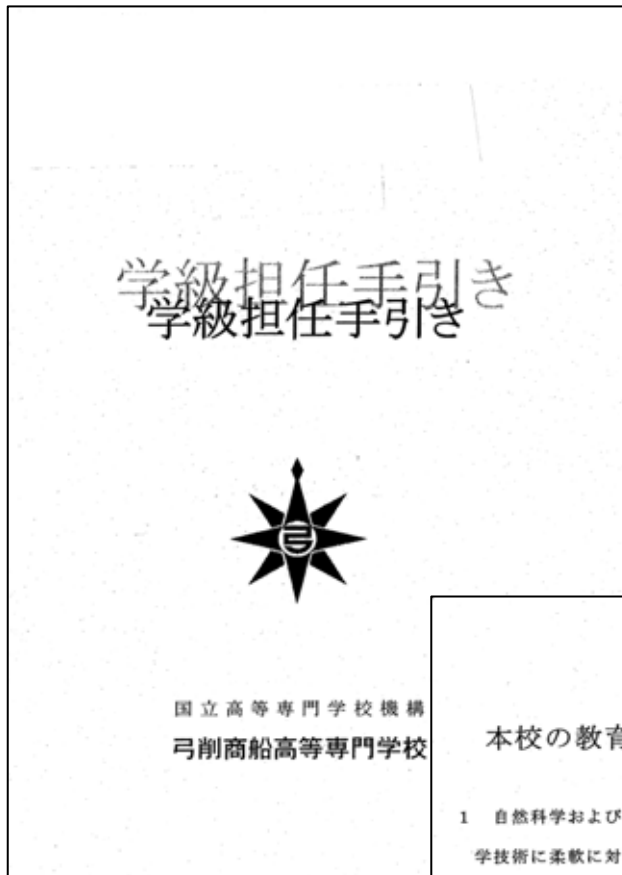 学級担任手引き
学級担任手引き
弓
国立高等専門学校機構
弓削商船高等専門学校
本校の教育
1 自然科学および
学技術に柔軟に対